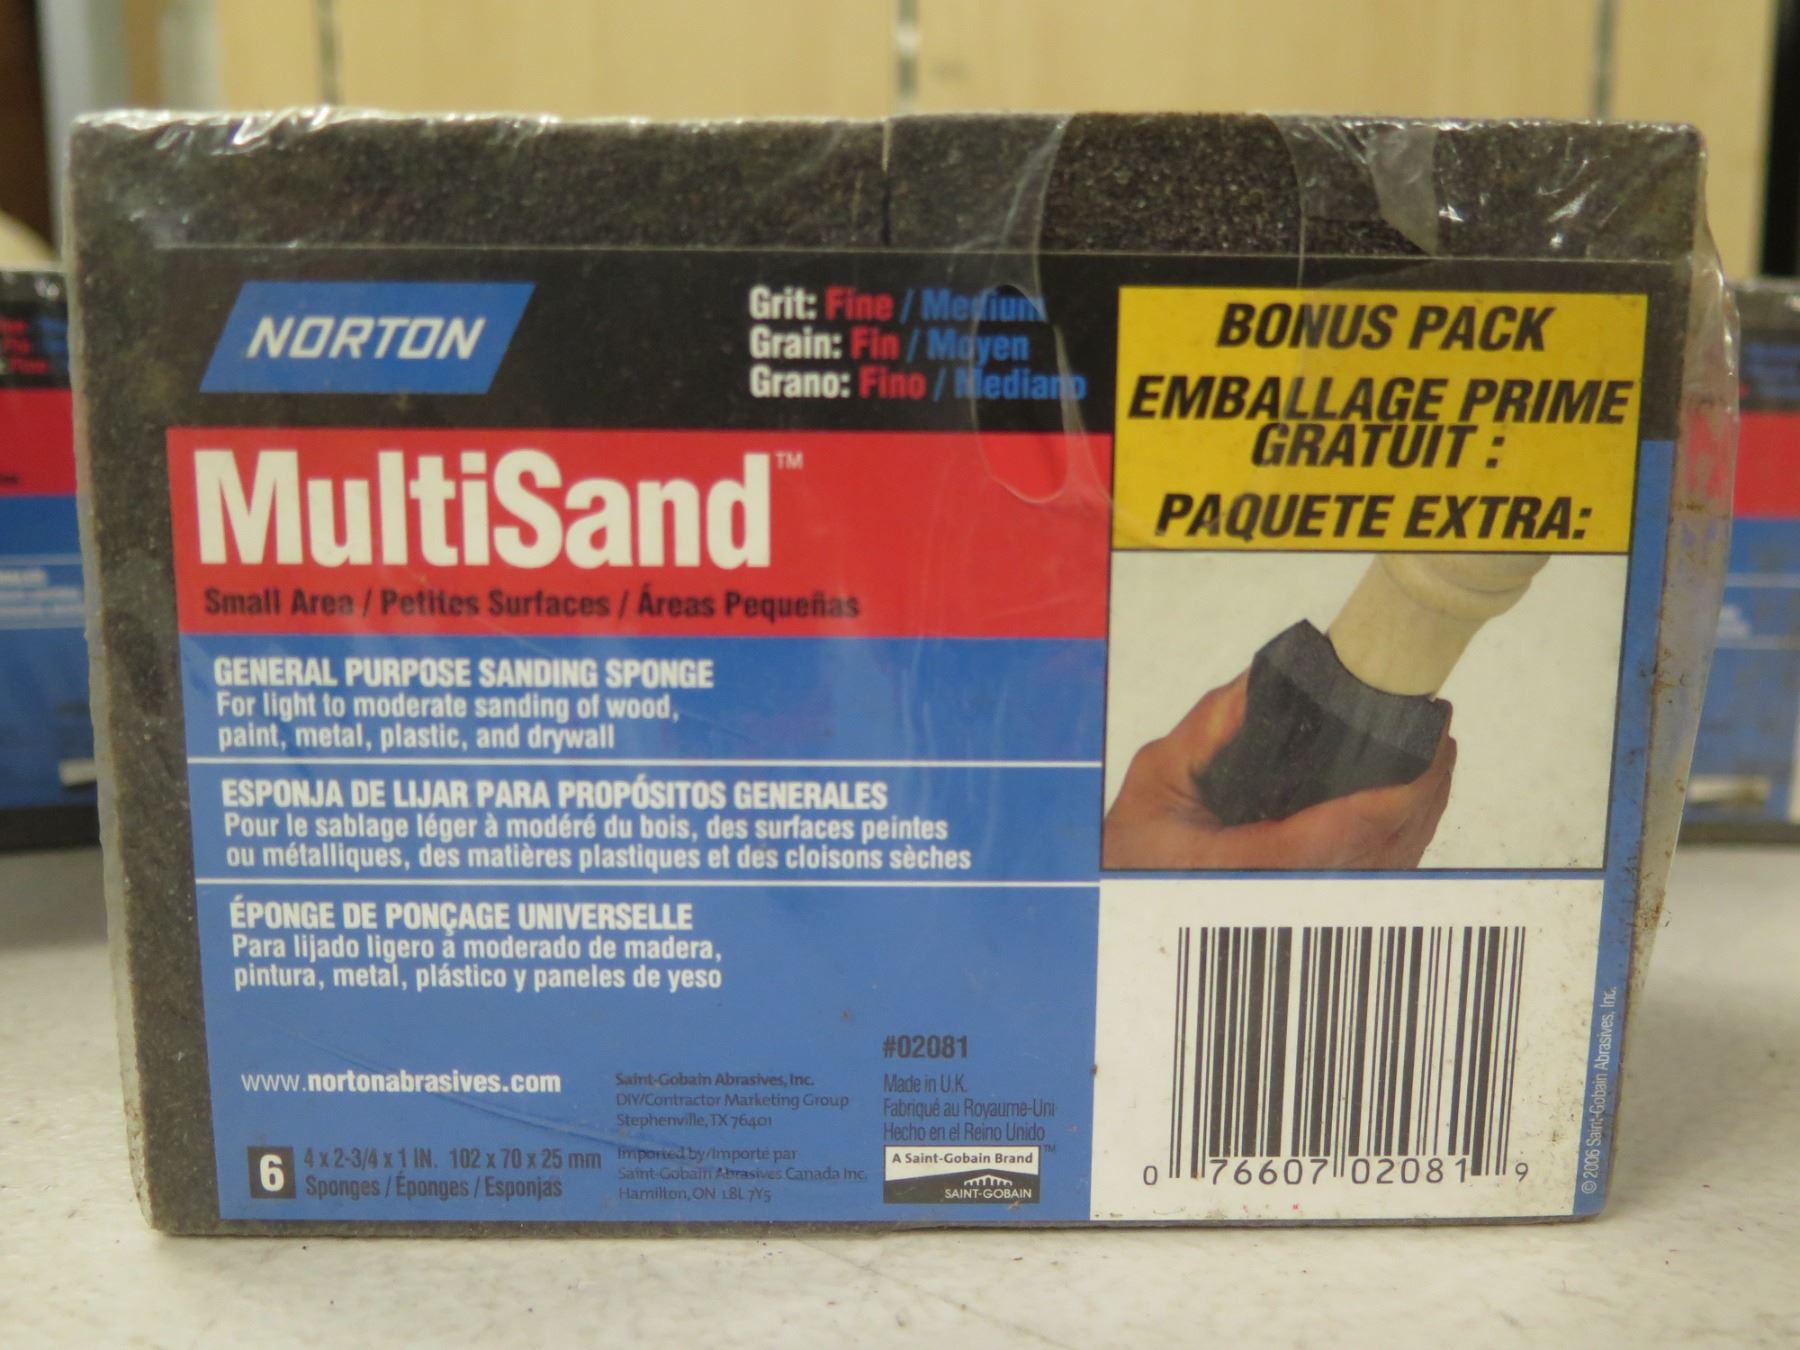 NORTON
Grit: Fine / Medium
Grain: Fin / Moyen
Grano: Fino / Mediano
BONUS PACK
EMBALLAGE PRIME
GRATUIT :
PAQUETE EXTRA:
MultiSand™
Small Area / Petites Surfaces / Áreas Pequeñas
GENERAL PURPOSE SANDING SPONGE
For light to moderate sanding of wood,
paint, metal, plastic, and drywall
ESPONJA DE LIJAR PARA PROPÓSITOS GENERALES
Pour le sablage léger à modéré du bois, des surfaces peintes
ou métalliques, des matières plastiques et des cloisons sèches
ÉPONGE DE PONÇAGE UNIVERSELLE
Para lijado ligero a moderado de madera,
pintura, metal, plástico y paneles de yeso
www.nortonabrasives.com
6
4 x 2-3/4 x 1 IN. 102 x 70 x 25 mm
Sponges / Éponges / Esponjas
Saint-Gobain Abrasives, Inc.
DIY/Contractor Marketing Group
Stephenville, TX 76401
Imported by/Importé par
Saint-Gobain Abrasives Canada Inc.
Hamilton, ON L8L 7Y5
#02081
Made in U.K.
Fabriqué au Royaume-Uni
Hecho en el Reino Unido
A Saint-Gobain Brand™
SAINT-GOBAIN
0 76607 02081 9
© 2006 Saint-Gobain Abrasives, Inc.